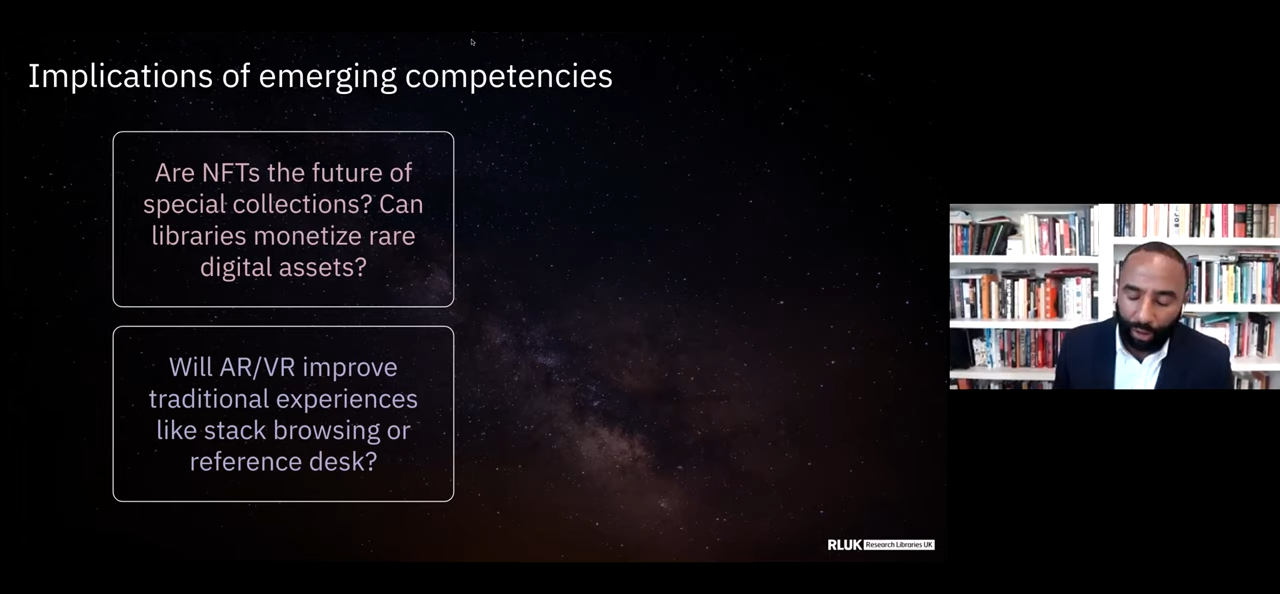 Implications of emerging competencies
Are NFTs the future of
special collections? Can
libraries monetize rare
digital assets?
Will AR/VR improve
traditional experiences
like stack browsing or
reference desk?
RLUK Research Libraries UK